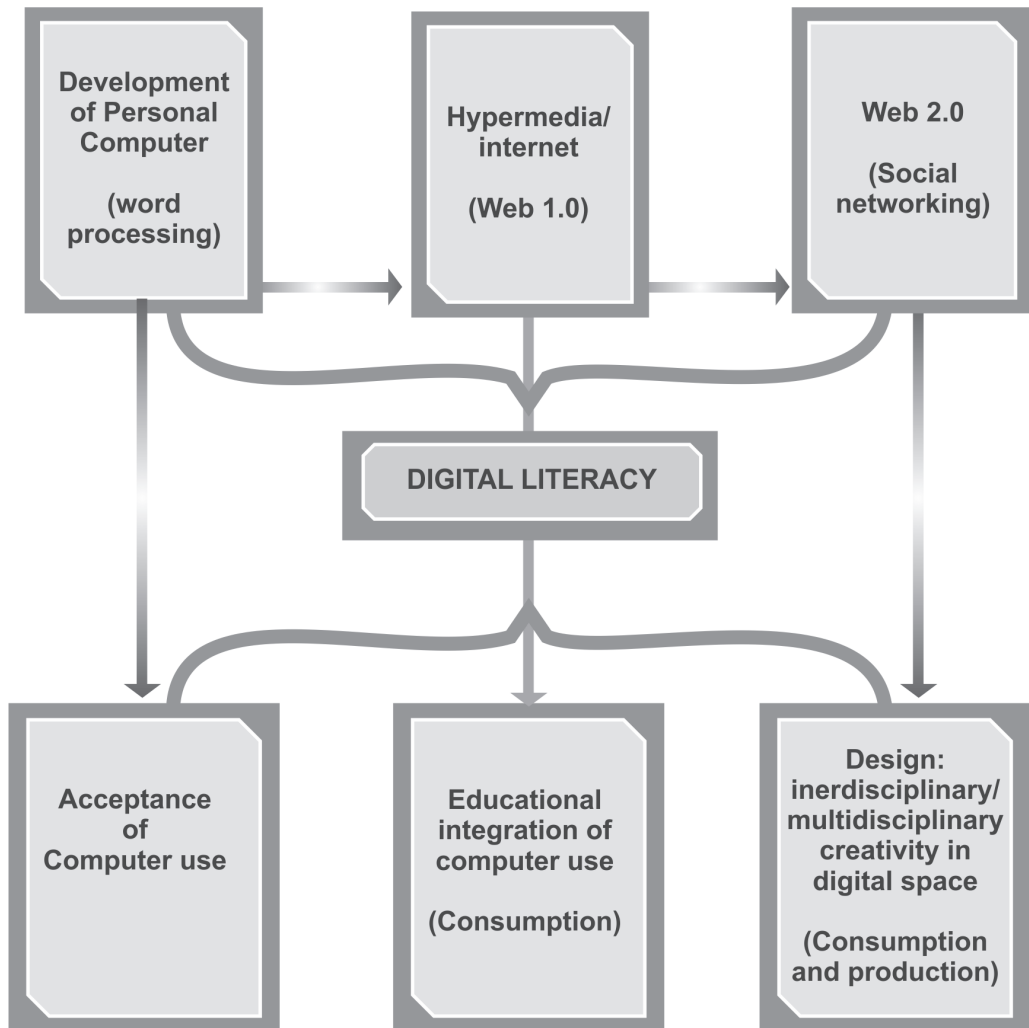 Development
of Personal
Computer
(word
processing)
Hypermedia/
internet
(Web 1.0)
Web 2.0
(Social
networking)
DIGITAL LITERACY
Acceptance
of
Computer use
Educational
integration of
computer use
(Consumption)
Design:
inerdisciplinary/
multidisciplinary
creativity in
digital space
(Consumption
and production)